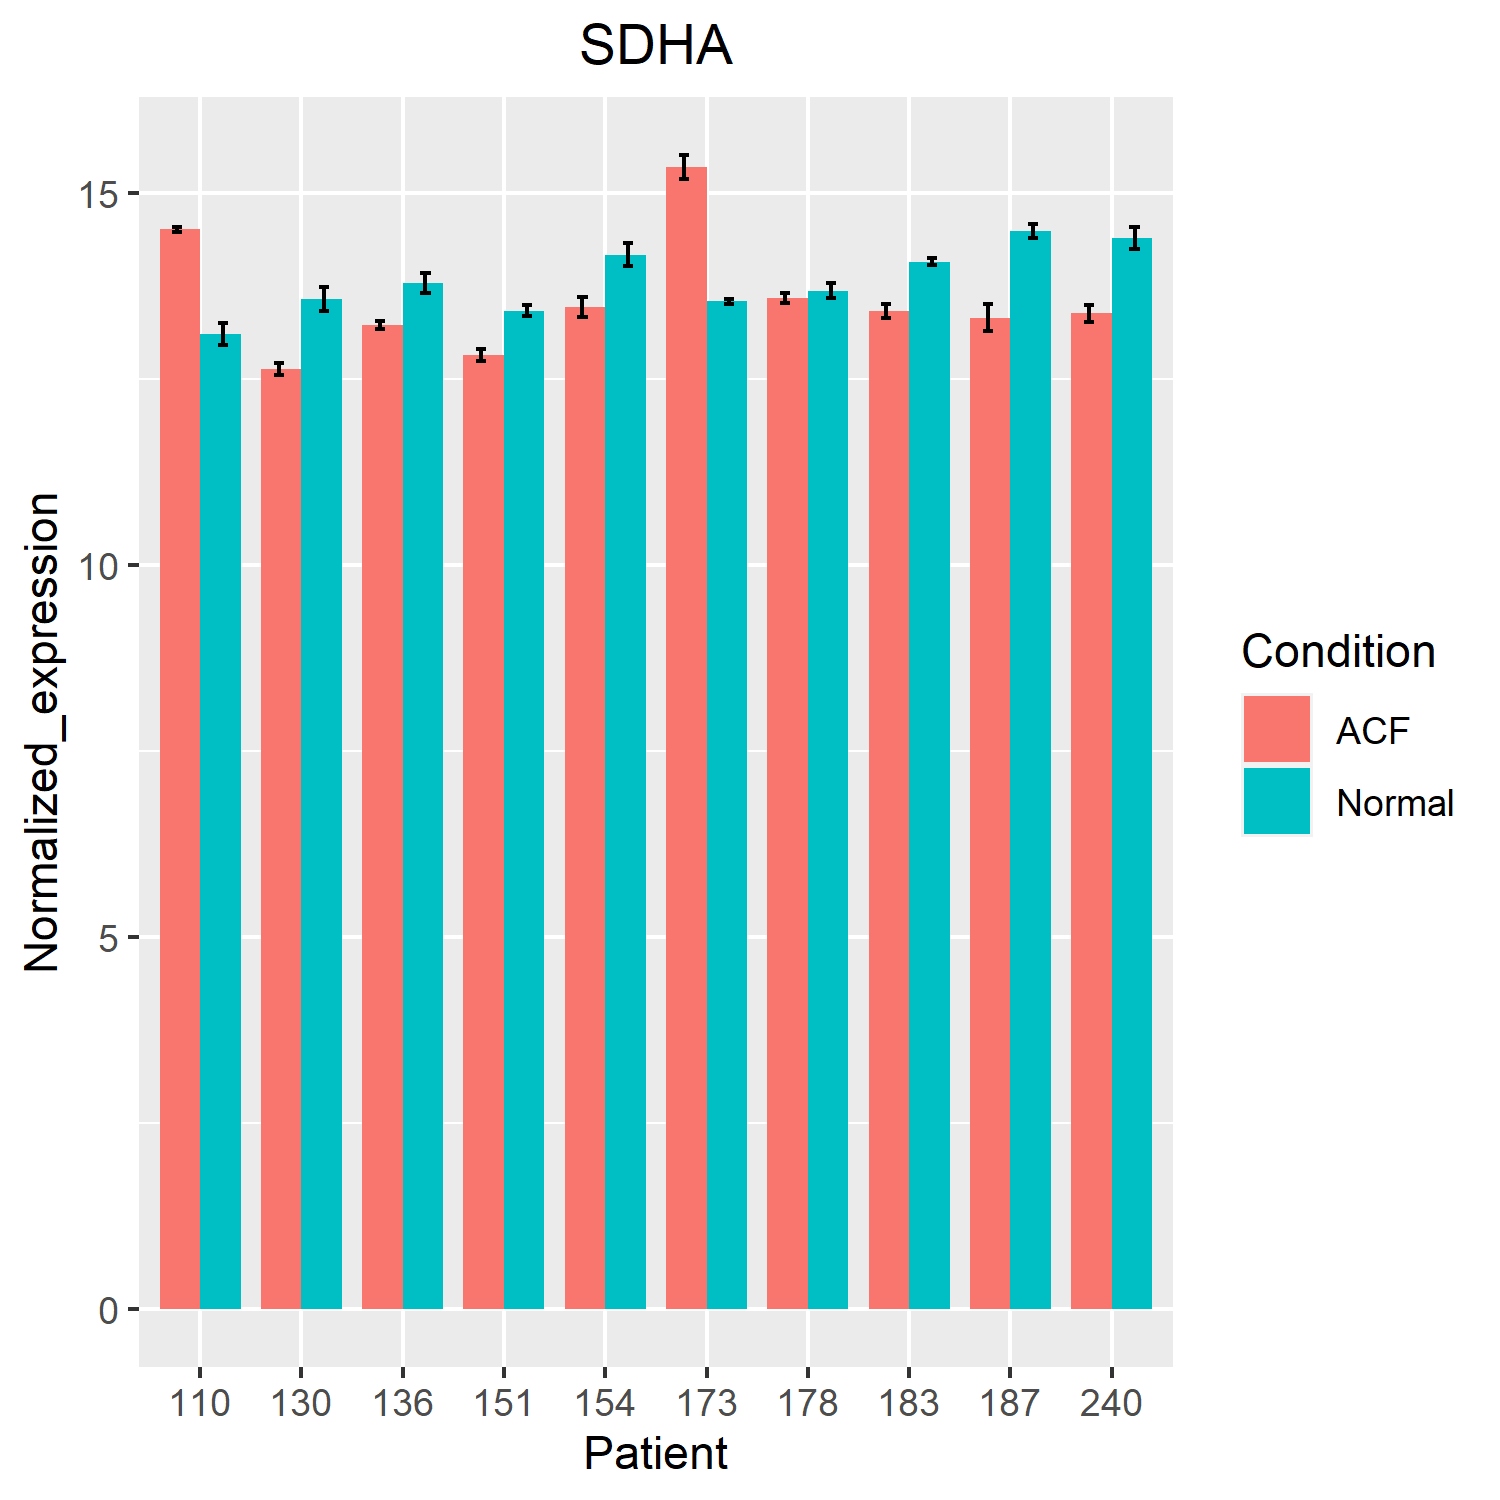 SDHA
Normalized_expression
15
10
5
0
110 130 136 151 154 173 178 183 187 240
Patient
Condition
ACF
Normal